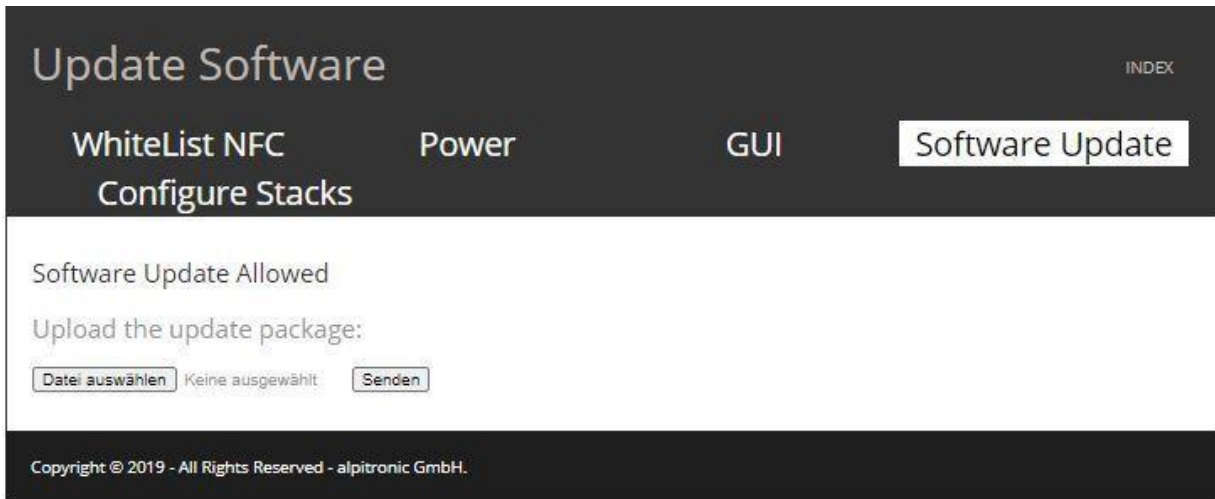 Update Software
INDEX
WhiteList NFC Power GUI Software Update
Configure Stacks
Software Update Allowed
Upload the update package:
Datei auswählen Keine ausgewählt Senden
Copyright © 2019 - All Rights Reserved - alpitronic GmbH.